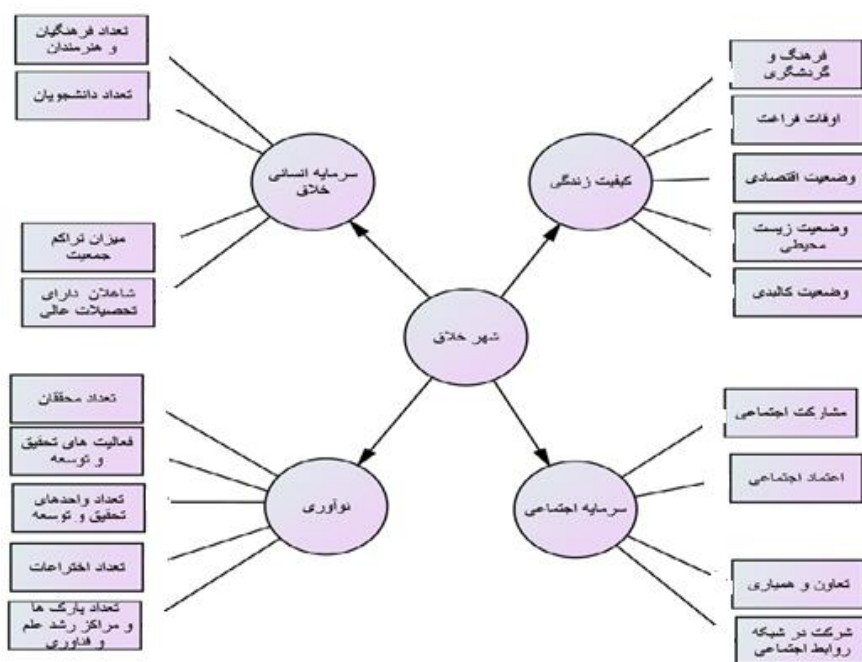 فرهنگ و
گردشگری
اوقات فراغت
وضعیت اقتصادی
وضعیت زیست
محیطی
وضعیت کالبدی
کیفیت زندگی
تعداد فرهنگیان
و هنرمندان
تعداد دانشجویان
میزان تراکم
جمعیت
شاغلان دارای
تحصیلات عالی
سرمایه انسانی
خلاق
شهر خلاق
مشارکت اجتماعی
اعتماد اجتماعی
تعاون و همیاری
شرکت در شبکه
روابط اجتماعی
سرمایه اجتماعی
تعداد محققان
فعالیت های تحقیق
و توسعه
تعداد واحدهای
تحقیق و توسعه
تعداد اختراعات
تعداد پارک ها
و مراکز رشد علم
و فناوری
نوآوری